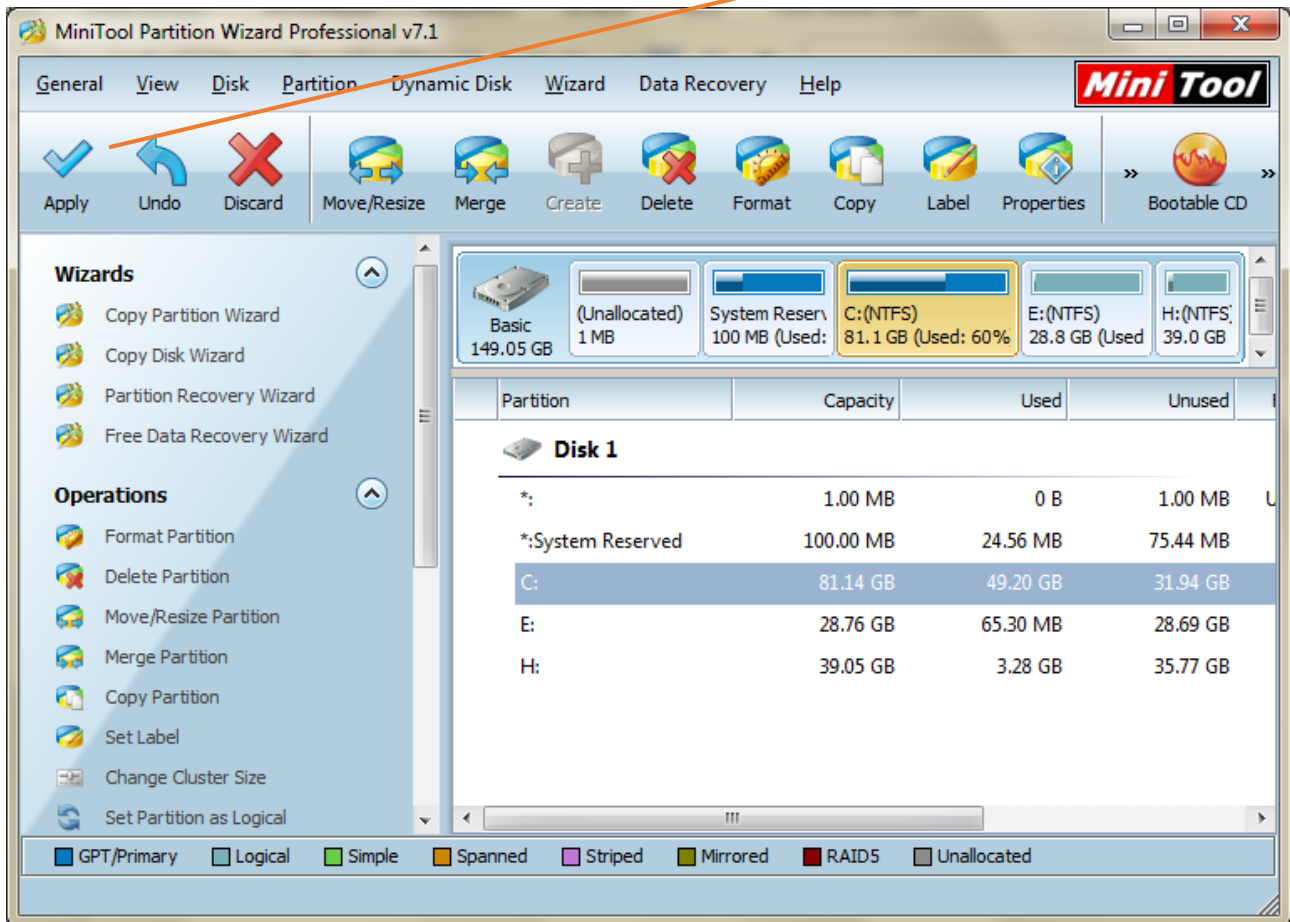 MiniTool Partition Wizard Professional v7.1
General View Disk Partition Dynamic Disk Wizard Data Recovery Help
Mini Tool
Apply Undo Discard Move/Resize Merge Create Delete Format Copy Label Properties » Bootable CD »
Wizards
Copy Partition Wizard
Copy Disk Wizard
Partition Recovery Wizard
Free Data Recovery Wizard
Operations
Format Partition
Delete Partition
Move/Resize Partition
Merge Partition
Copy Partition
Set Label
Change Cluster Size
Set Partition as Logical
Basic
149.05 GB
(Unallocated)
1 MB
System Reserv
100 MB (Used:
C:(NTFS)
81.1 GB (Used: 60%
E:(NTFS)
28.8 GB (Used
H:(NTFS)
39.0 GB
Partition Capacity Used Unused
Disk 1
*: 1.00 MB 0 B 1.00 MB
*:System Reserved 100.00 MB 24.56 MB 75.44 MB
C: 81.14 GB 49.20 GB 31.94 GB
E: 28.76 GB 65.30 MB 28.69 GB
H: 39.05 GB 3.28 GB 35.77 GB
GPT/Primary Logical Simple Spanned Striped Mirrored RAID5 Unallocated